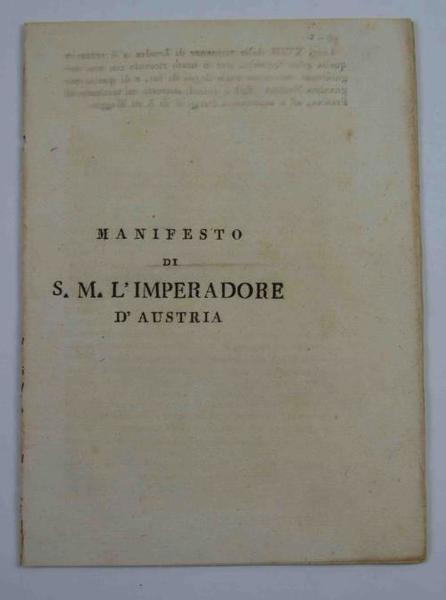 MANIFESTO
DI
S. M. L'IMPERADORE
D'AUSTRIA